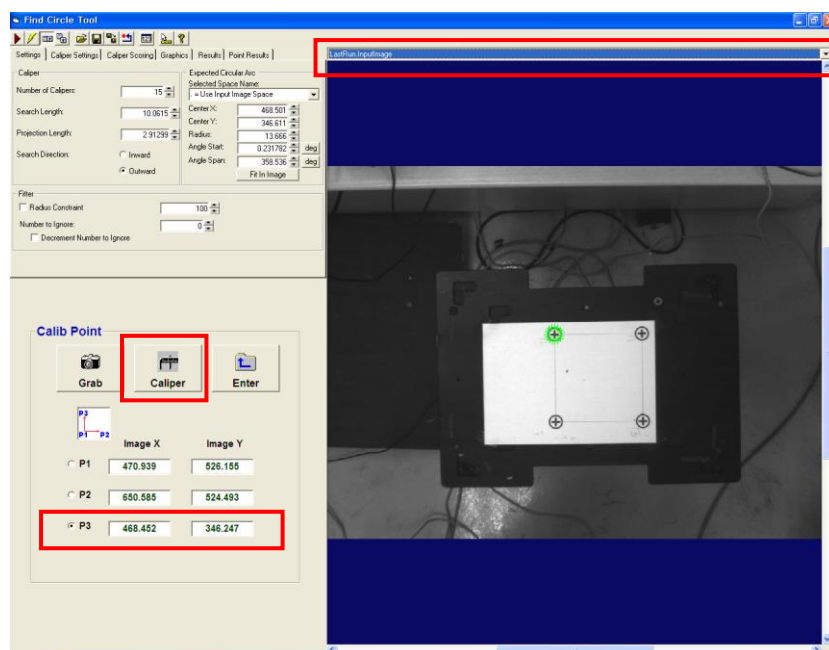 Find Circle Tool
Settings Caliper Settings Caliper Scoring Graphics Results Point Results
LastRun.InputImage
Caliper
Number of Calipers: 15
Search Length: 10.0615
Projection Length: 2.91299
Search Direction: Inward
Outward
Expected Circular Arc
Selected Space Name:
. = Use Input Image Space
Center X: 468.501
Center Y: 346.611
Radius: 13.666
Angle Start: 0.231782 deg
Angle Span: 358.536 deg
Fit In Image
Filter
Radius Constraint 100
Number to Ignore: 0
Decrement Number to Ignore
Calib Point
Grab Caliper Enter
P3
P1 P2
Image X Image Y
P1 470.939 526.155
P2 650.585 524.493
P3 468.452 346.247